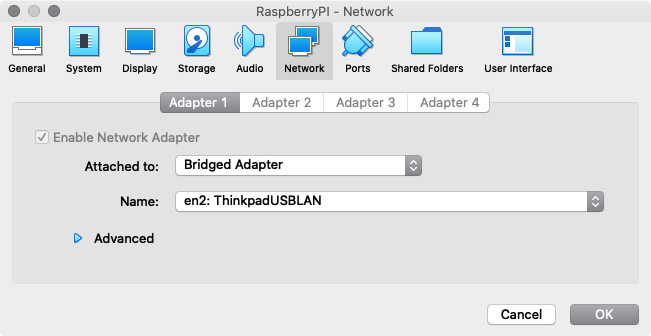 RaspberryPI - Network
General System Display Storage Audio Network Ports Shared Folders User Interface
Adapter 1 Adapter 2 Adapter 3 Adapter 4
Enable Network Adapter
Attached to: Bridged Adapter
Name: en2: ThinkpadUSBLAN
Advanced
Cancel OK